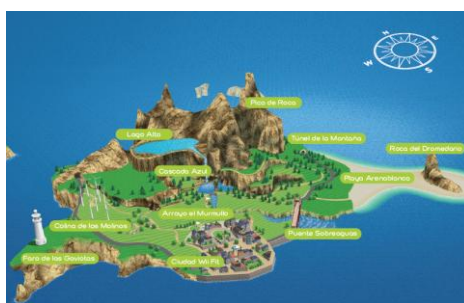 Pico de Roca
Lago Alto
Túnel de la Montaña
Roca del Dromedario
Cascada Azul
Playa Arenablanca
Arroyo el Murmullo
Colina de los Molinos
Puente Sobreaguas
Faro de las Gaviotas
Ciudad Wii Fit